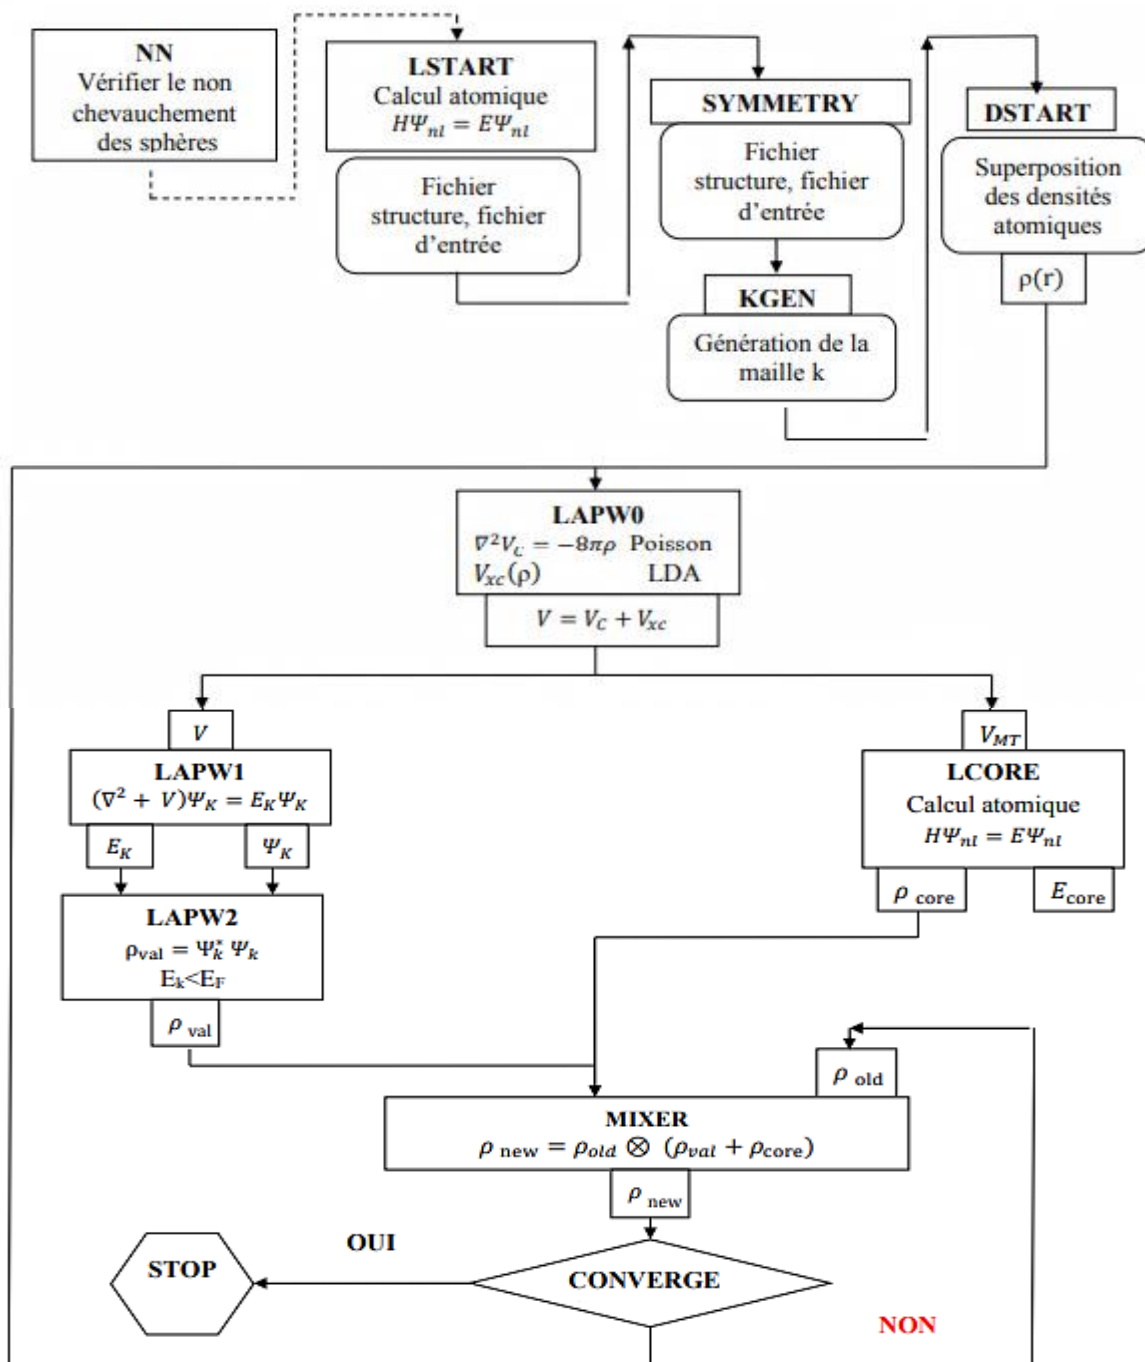 NN
Vérifier le non
chevauchement
des sphères
LSTART
Calcul atomique
HΨnl = EΨnl
Fichier
structure, fichier
d'entrée
SYMMETRY
Fichier
structure, fichier
d'entrée
KGEN
Génération de la
maille k
DSTART
Superposition
des densités
atomiques
ρ(r)
LAPW0
∇²VC = −8πρ Poisson
Vxc(ρ) LDA
V = VC + Vxc
V
LAPW1
(∇² + V)ΨK = EKΨK
EK ΨK
LAPW2
ρval = Ψk* Ψk
Ek<EF
ρ val
VMT
LCORE
Calcul atomique
HΨnl = EΨnl
ρ core Ecore
ρ old
MIXER
ρ new = ρold ⊗ (ρval + ρcore)
ρ new
OUI
STOP
CONVERGE
NON